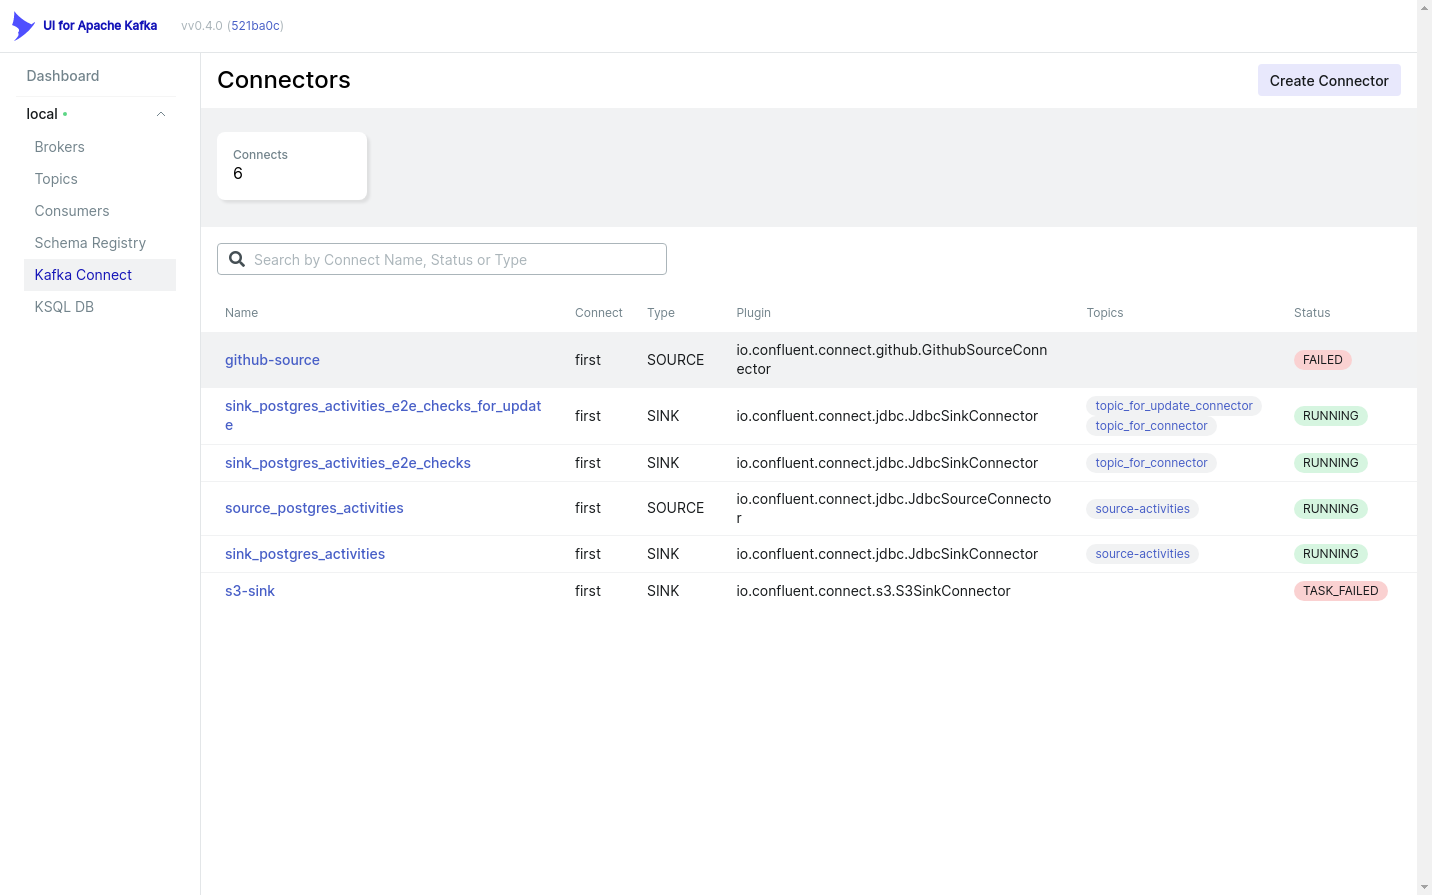 UI for Apache Kafka
vv0.4.0 (521ba0c)
Dashboard
local
Brokers
Topics
Consumers
Schema Registry
Kafka Connect
KSQL DB
Connectors
Create Connector
Connects
6
Search by Connect Name, Status or Type
Name Connect Type Plugin Topics Status
github-source first SOURCE io.confluent.connect.github.GithubSourceConn
ector FAILED
sink_postgres_activities_e2e_checks_for_updat
e first SINK io.confluent.connect.jdbc.JdbcSinkConnector topic_for_update_connector
topic_for_connector RUNNING
sink_postgres_activities_e2e_checks first SINK io.confluent.connect.jdbc.JdbcSinkConnector topic_for_connector RUNNING
source_postgres_activities first SOURCE io.confluent.connect.jdbc.JdbcSourceConnecto
r source-activities RUNNING
sink_postgres_activities first SINK io.confluent.connect.jdbc.JdbcSinkConnector source-activities RUNNING
s3-sink first SINK io.confluent.connect.s3.S3SinkConnector TASK_FAILED